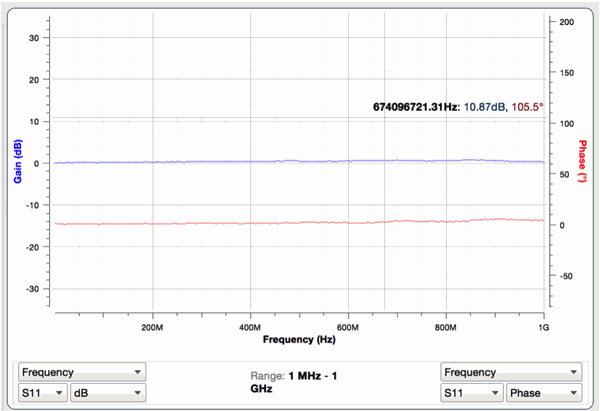 30
20
10
0
-10
-20
-30
Gain (dB)
200
150
100
50
0
-50
Phase (°)
674096721.31Hz: 10.87dB, 105.5°
200M 400M 600M 800M 1G
Frequency (Hz)
Frequency
S11 dB
Range: 1 MHz - 1
GHz
Frequency
S11 Phase